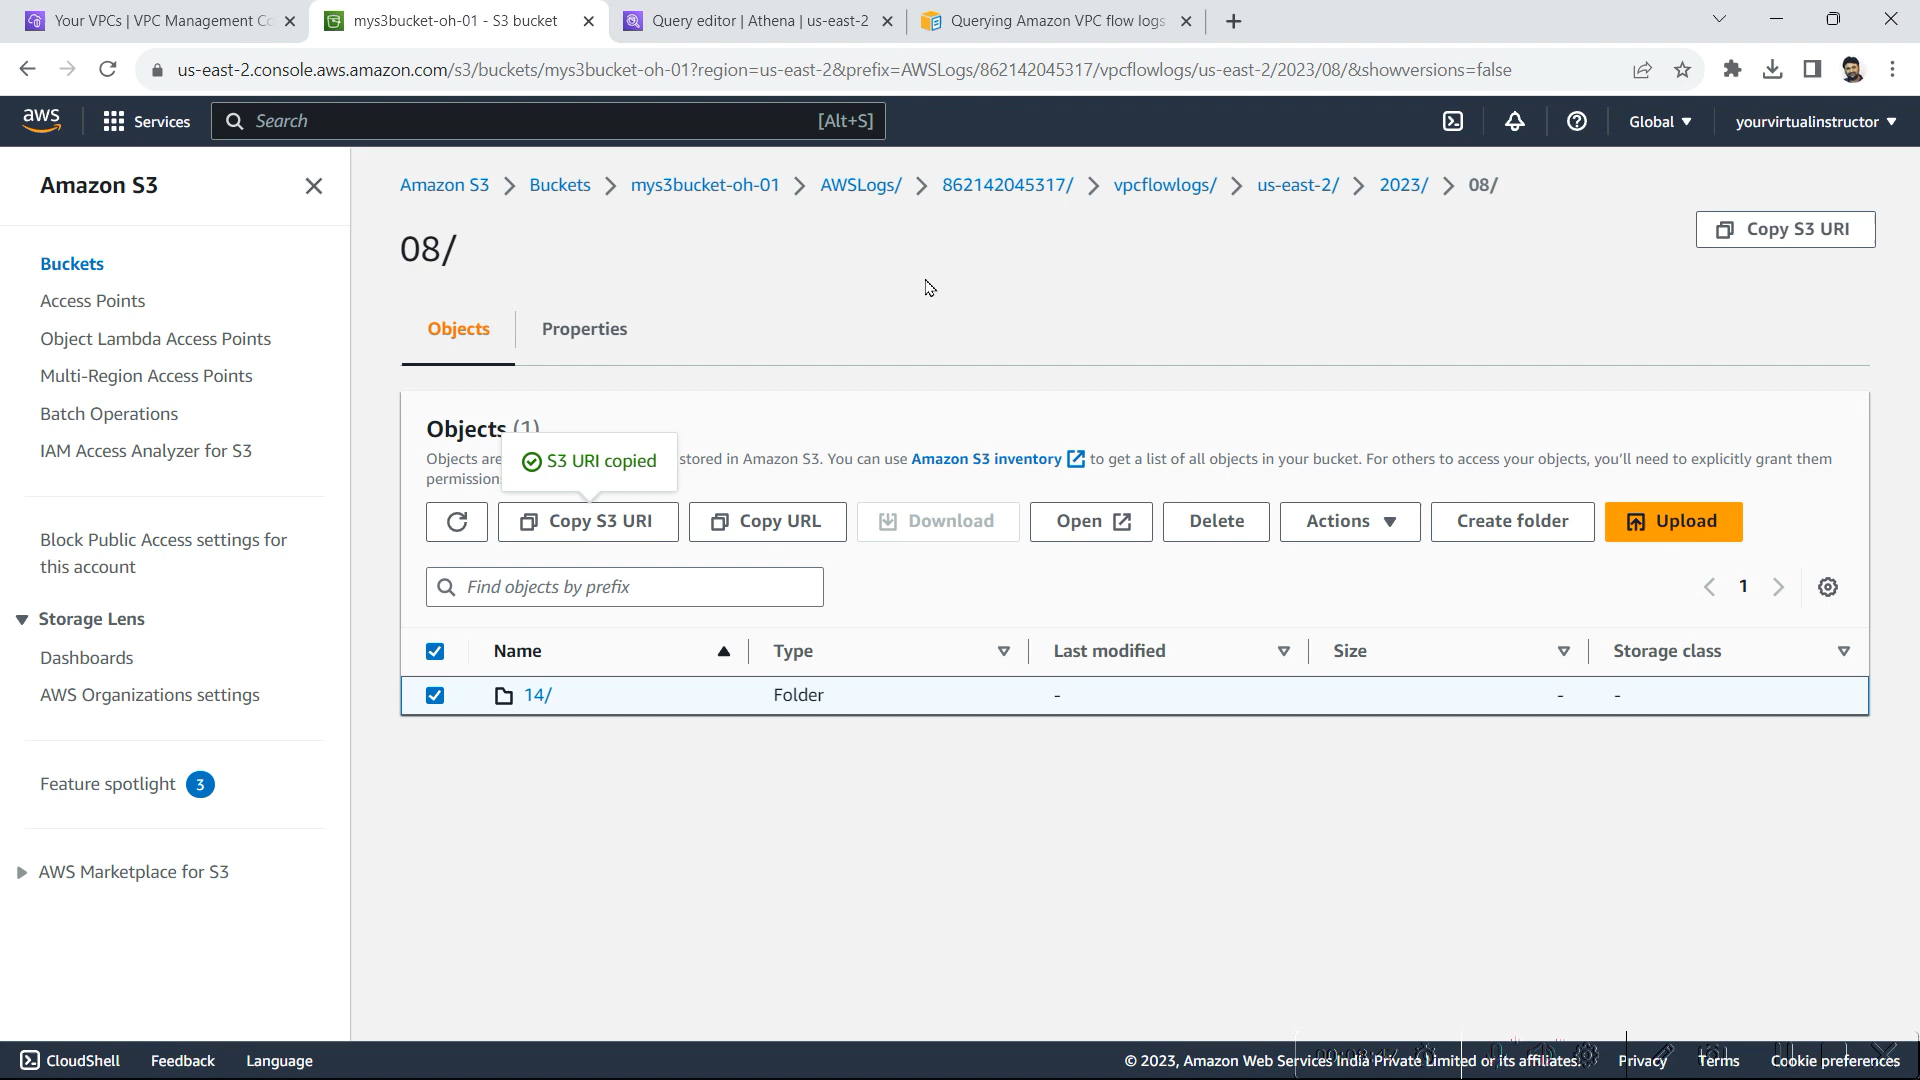 Your VPCs | VPC Management Co
mys3bucket-oh-01 - S3 bucket
Query editor | Athena | us-east-2
Querying Amazon VPC flow logs
us-east-2.console.aws.amazon.com/s3/buckets/mys3bucket-oh-01?region=us-east-2&prefix=AWSLogs/862142045317/vpcflowlogs/us-east-2/2023/08/&showversions=false
aws Services Search [Alt+S] Global yourvirtualinstructor
Amazon S3
Buckets
Access Points
Object Lambda Access Points
Multi-Region Access Points
Batch Operations
IAM Access Analyzer for S3
Block Public Access settings for
this account
Storage Lens
Dashboards
AWS Organizations settings
Feature spotlight 3
AWS Marketplace for S3
Amazon S3 > Buckets > mys3bucket-oh-01 > AWSLogs/ > 862142045317/ > vpcflowlogs/ > us-east-2/ > 2023/ > 08/
08/
Copy S3 URI
Objects Properties
Objects (1)
S3 URI copied
Objects are stored in Amazon S3. You can use Amazon S3 inventory to get a list of all objects in your bucket. For others to access your objects, you'll need to explicitly grant them
permission
Copy S3 URI Copy URL Download Open Delete Actions Create folder Upload
Find objects by prefix
1
Name Type Last modified Size Storage class
14/ Folder - - -
CloudShell Feedback Language
© 2023, Amazon Web Services India Private Limited or its affiliates. Privacy Terms Cookie preferences